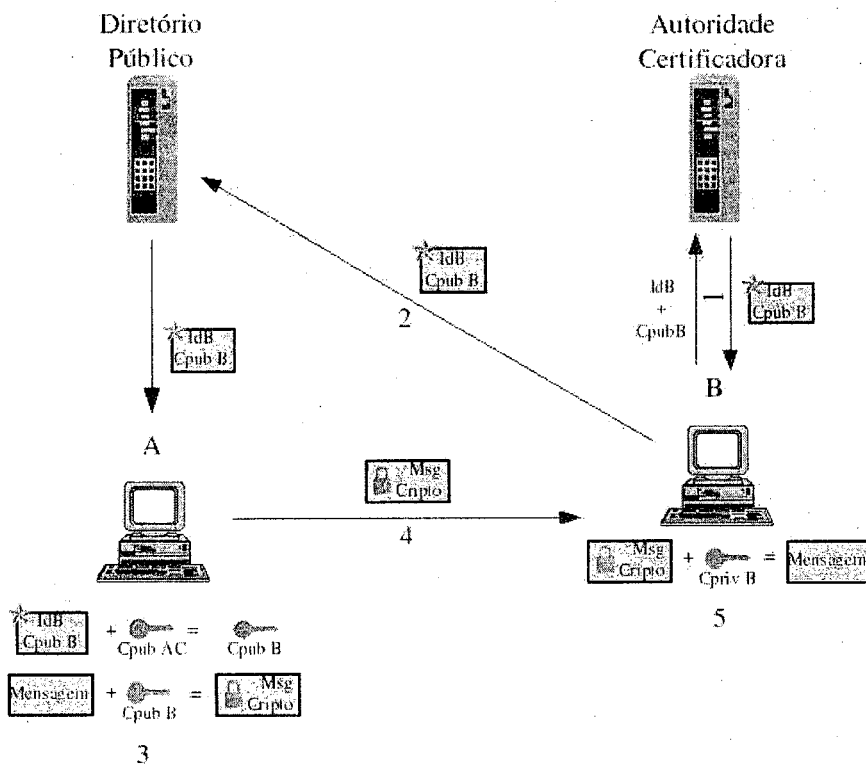 Diretório
Público
Autoridade
Certificadora
IdB
Cpub B
2
IdB
+
CpubB
1
IdB
Cpub B
IdB
Cpub B
B
A
Msg
Cripto
4
Msg
Cripto
+
Cpriv B
=
Mensagem
5
IdB
Cpub B
+
Cpub AC
=
Cpub B
Mensagem
+
Cpub B
=
Msg
Cripto
3